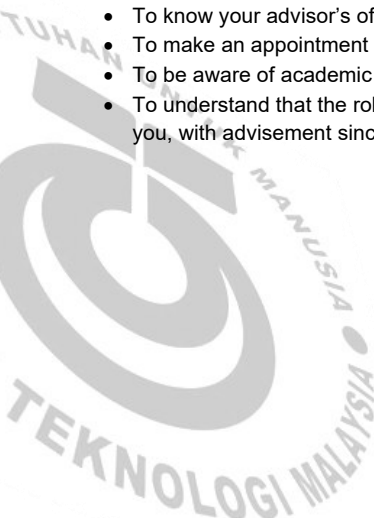 • To know your advisor’s of
• To make an appointment
• To be aware of academic
• To understand that the rol
you, with advisement sinc
TUHAN UNTUK MANUSIA
TEKNOLOGI MALAYSIA